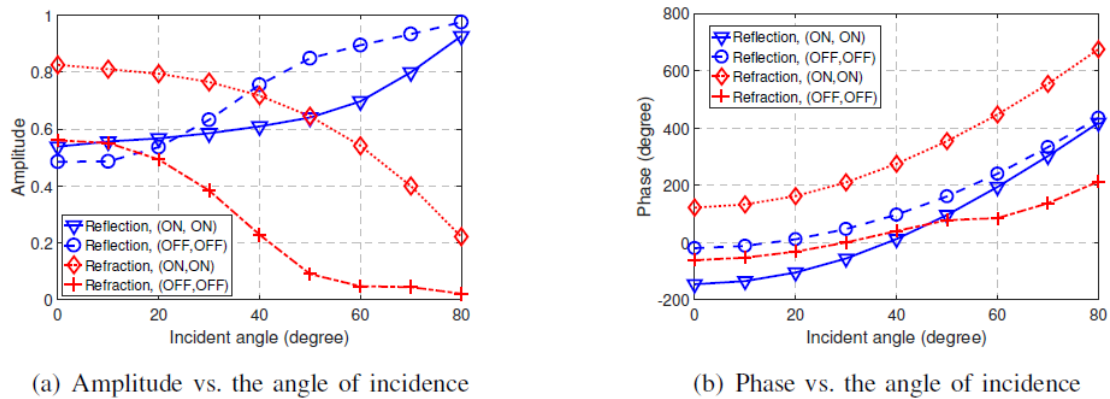 1
0.8
0.6
0.4
0.2
0
Amplitude
Reflection, (ON, ON)
Reflection, (OFF,OFF)
Refraction, (ON,ON)
Refraction, (OFF,OFF)
0 20 40 60 80
Incident angle (degree)
(a) Amplitude vs. the angle of incidence
800
600
400
200
0
-200
Phase (degree)
Reflection, (ON, ON)
Reflection, (OFF,OFF)
Refraction, (ON,ON)
Refraction, (OFF,OFF)
0 20 40 60 80
Incident angle (degree)
(b) Phase vs. the angle of incidence